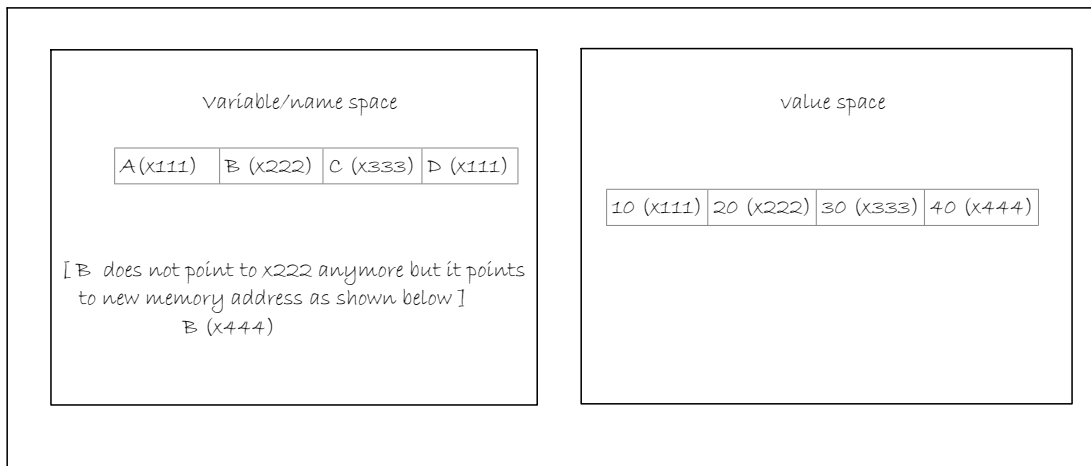 Variable/name space
A (x111) B (x222) C (x333) D (x111)
[ B does not point to x222 anymore but it points
to new memory address as shown below ]
B (x444)
value space
10 (x111) 20 (x222) 30 (x333) 40 (x444)